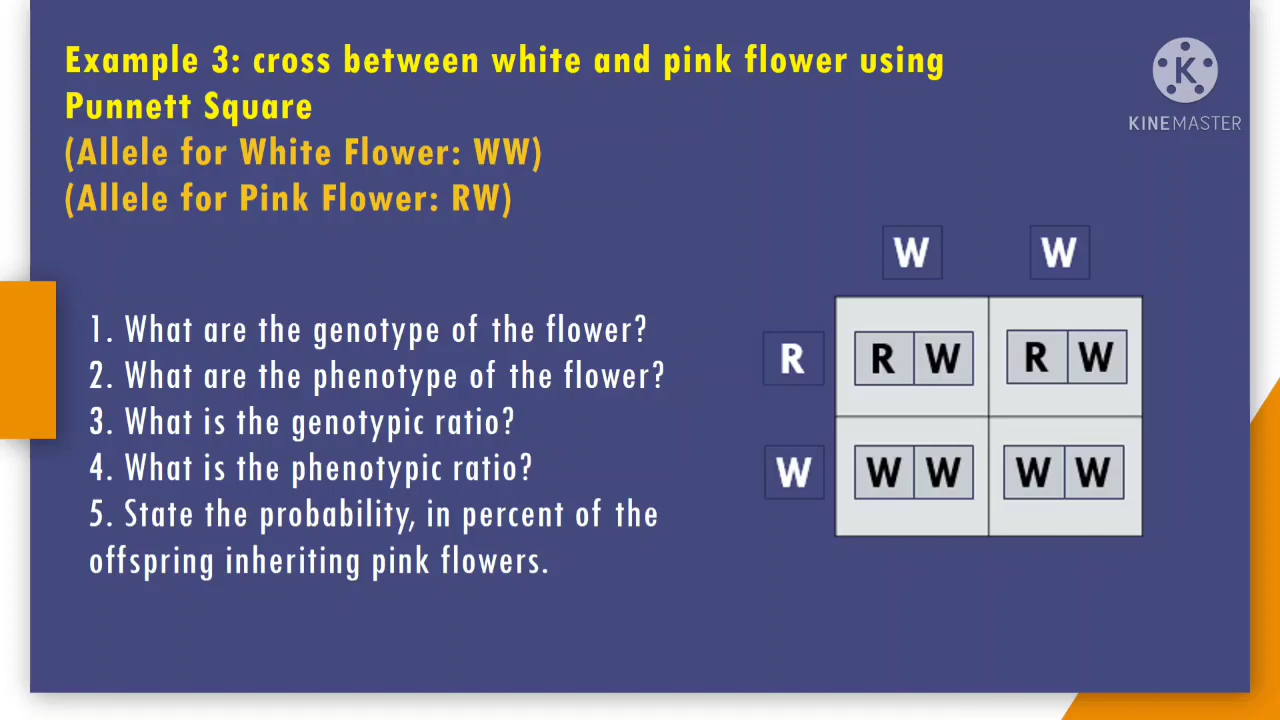 Example 3: cross between white and pink flower using
Punnett Square
(Allele for White Flower: WW)
(Allele for Pink Flower: RW)
K
KINEMASTER
1. What are the genotype of the flower?
2. What are the phenotype of the flower?
3. What is the genotypic ratio?
4. What is the phenotypic ratio?
5. State the probability, in percent of the
offspring inheriting pink flowers.
W W
R R W R W
W W W W W